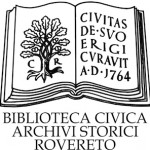 C R
CIVITAS
DE·SVO
ERIGI
CVRAVIT
A·D·1764
BIBLIOTECA CIVICA
ARCHIVI STORICI
ROVERETO